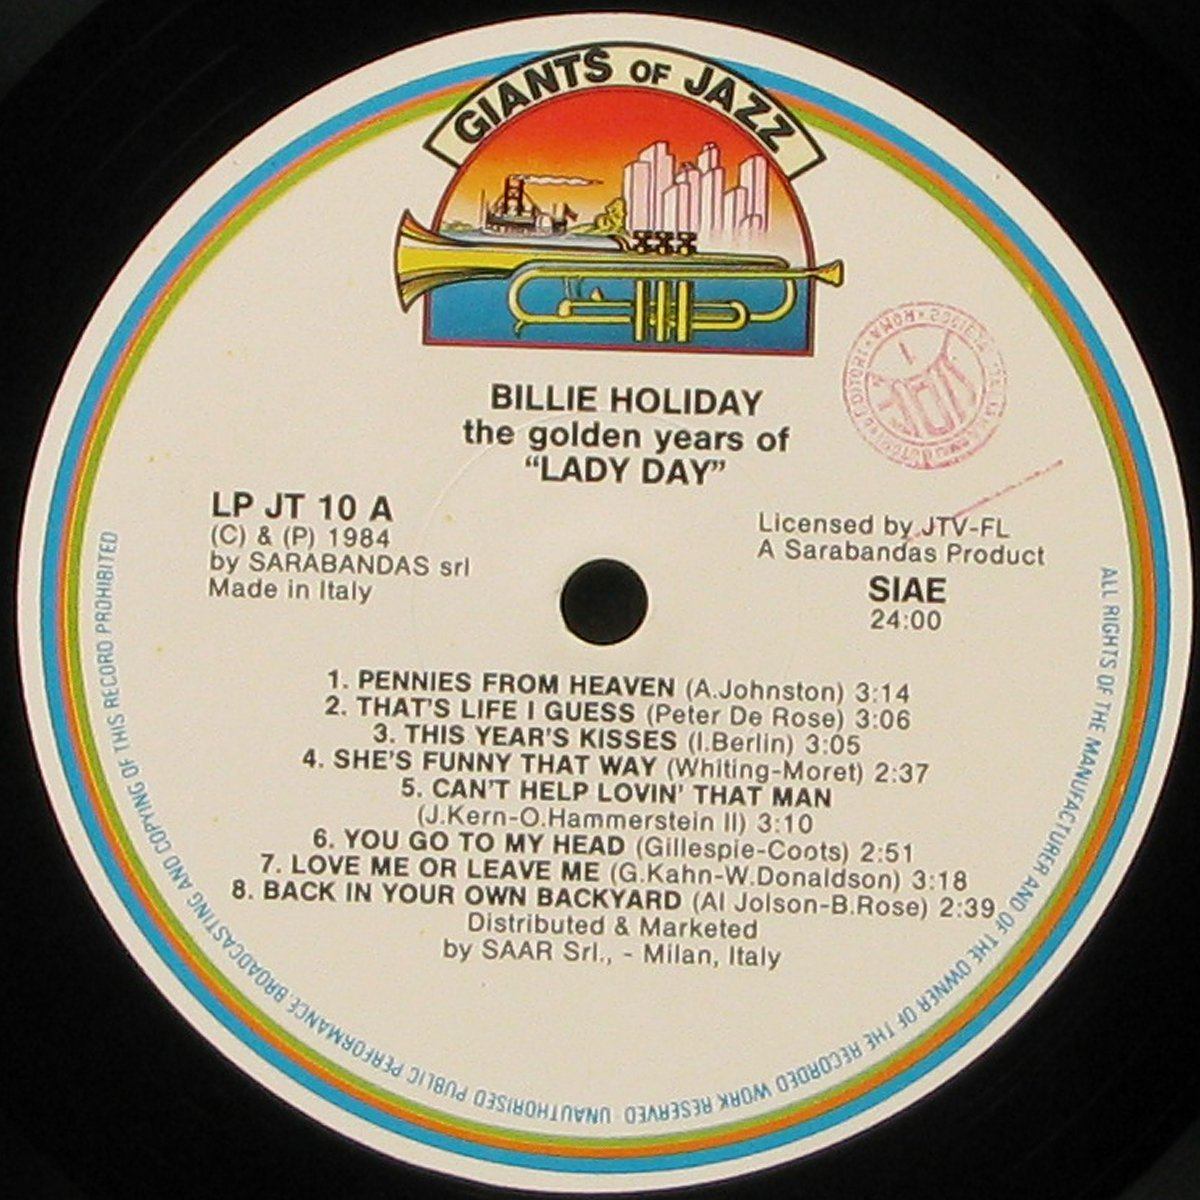 GIANTS OF JAZZ
BILLIE HOLIDAY
the golden years of
“LADY DAY”
LP JT 10 A
(C) & (P) 1984
by SARABANDAS srl
Made in Italy
Licensed by JTV-FL
A Sarabandas Product
SIAE
24:00
1. PENNIES FROM HEAVEN (A.Johnston) 3:14
2. THAT'S LIFE I GUESS (Peter De Rose) 3:06
3. THIS YEAR'S KISSES (I.Berlin) 3:05
4. SHE'S FUNNY THAT WAY (Whiting-Moret) 2:37
5. CAN'T HELP LOVIN' THAT MAN
(J.Kern-O.Hammerstein II) 3:10
6. YOU GO TO MY HEAD (Gillespie-Coots) 2:51
7. LOVE ME OR LEAVE ME (G.Kahn-W.Donaldson) 3:18
8. BACK IN YOUR OWN BACKYARD (Al Jolson-B.Rose) 2:39
Distributed & Marketed
by SAAR Srl., - Milan, Italy
ALL RIGHTS OF THE MANUFACTURER AND OF THE OWNER OF THE RECORDED WORK RESERVED UNAUTHORISED PUBLIC PERFORMANCE BROADCASTING AND COPYING OF THIS RECORD PROHIBITED
ROMA